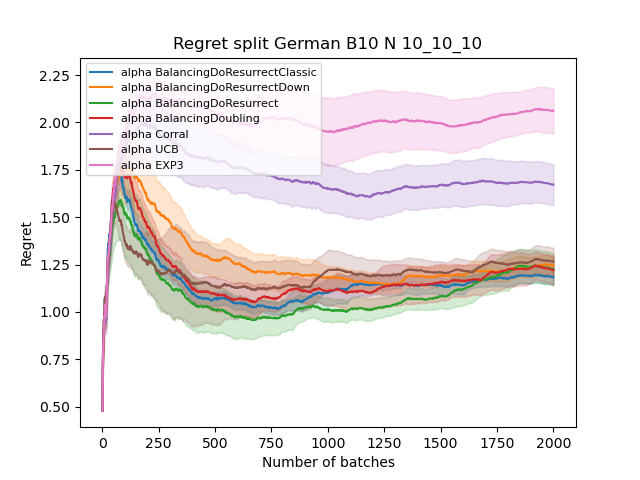 Regret split German B10 N 10_10_10
2.25
2.00
1.75
1.50
1.25
1.00
0.75
0.50
Regret
alpha BalancingDoResurrectClassic
alpha BalancingDoResurrectDown
alpha BalancingDoResurrect
alpha BalancingDoubling
alpha Corral
alpha UCB
alpha EXP3
0 250 500 750 1000 1250 1500 1750 2000
Number of batches